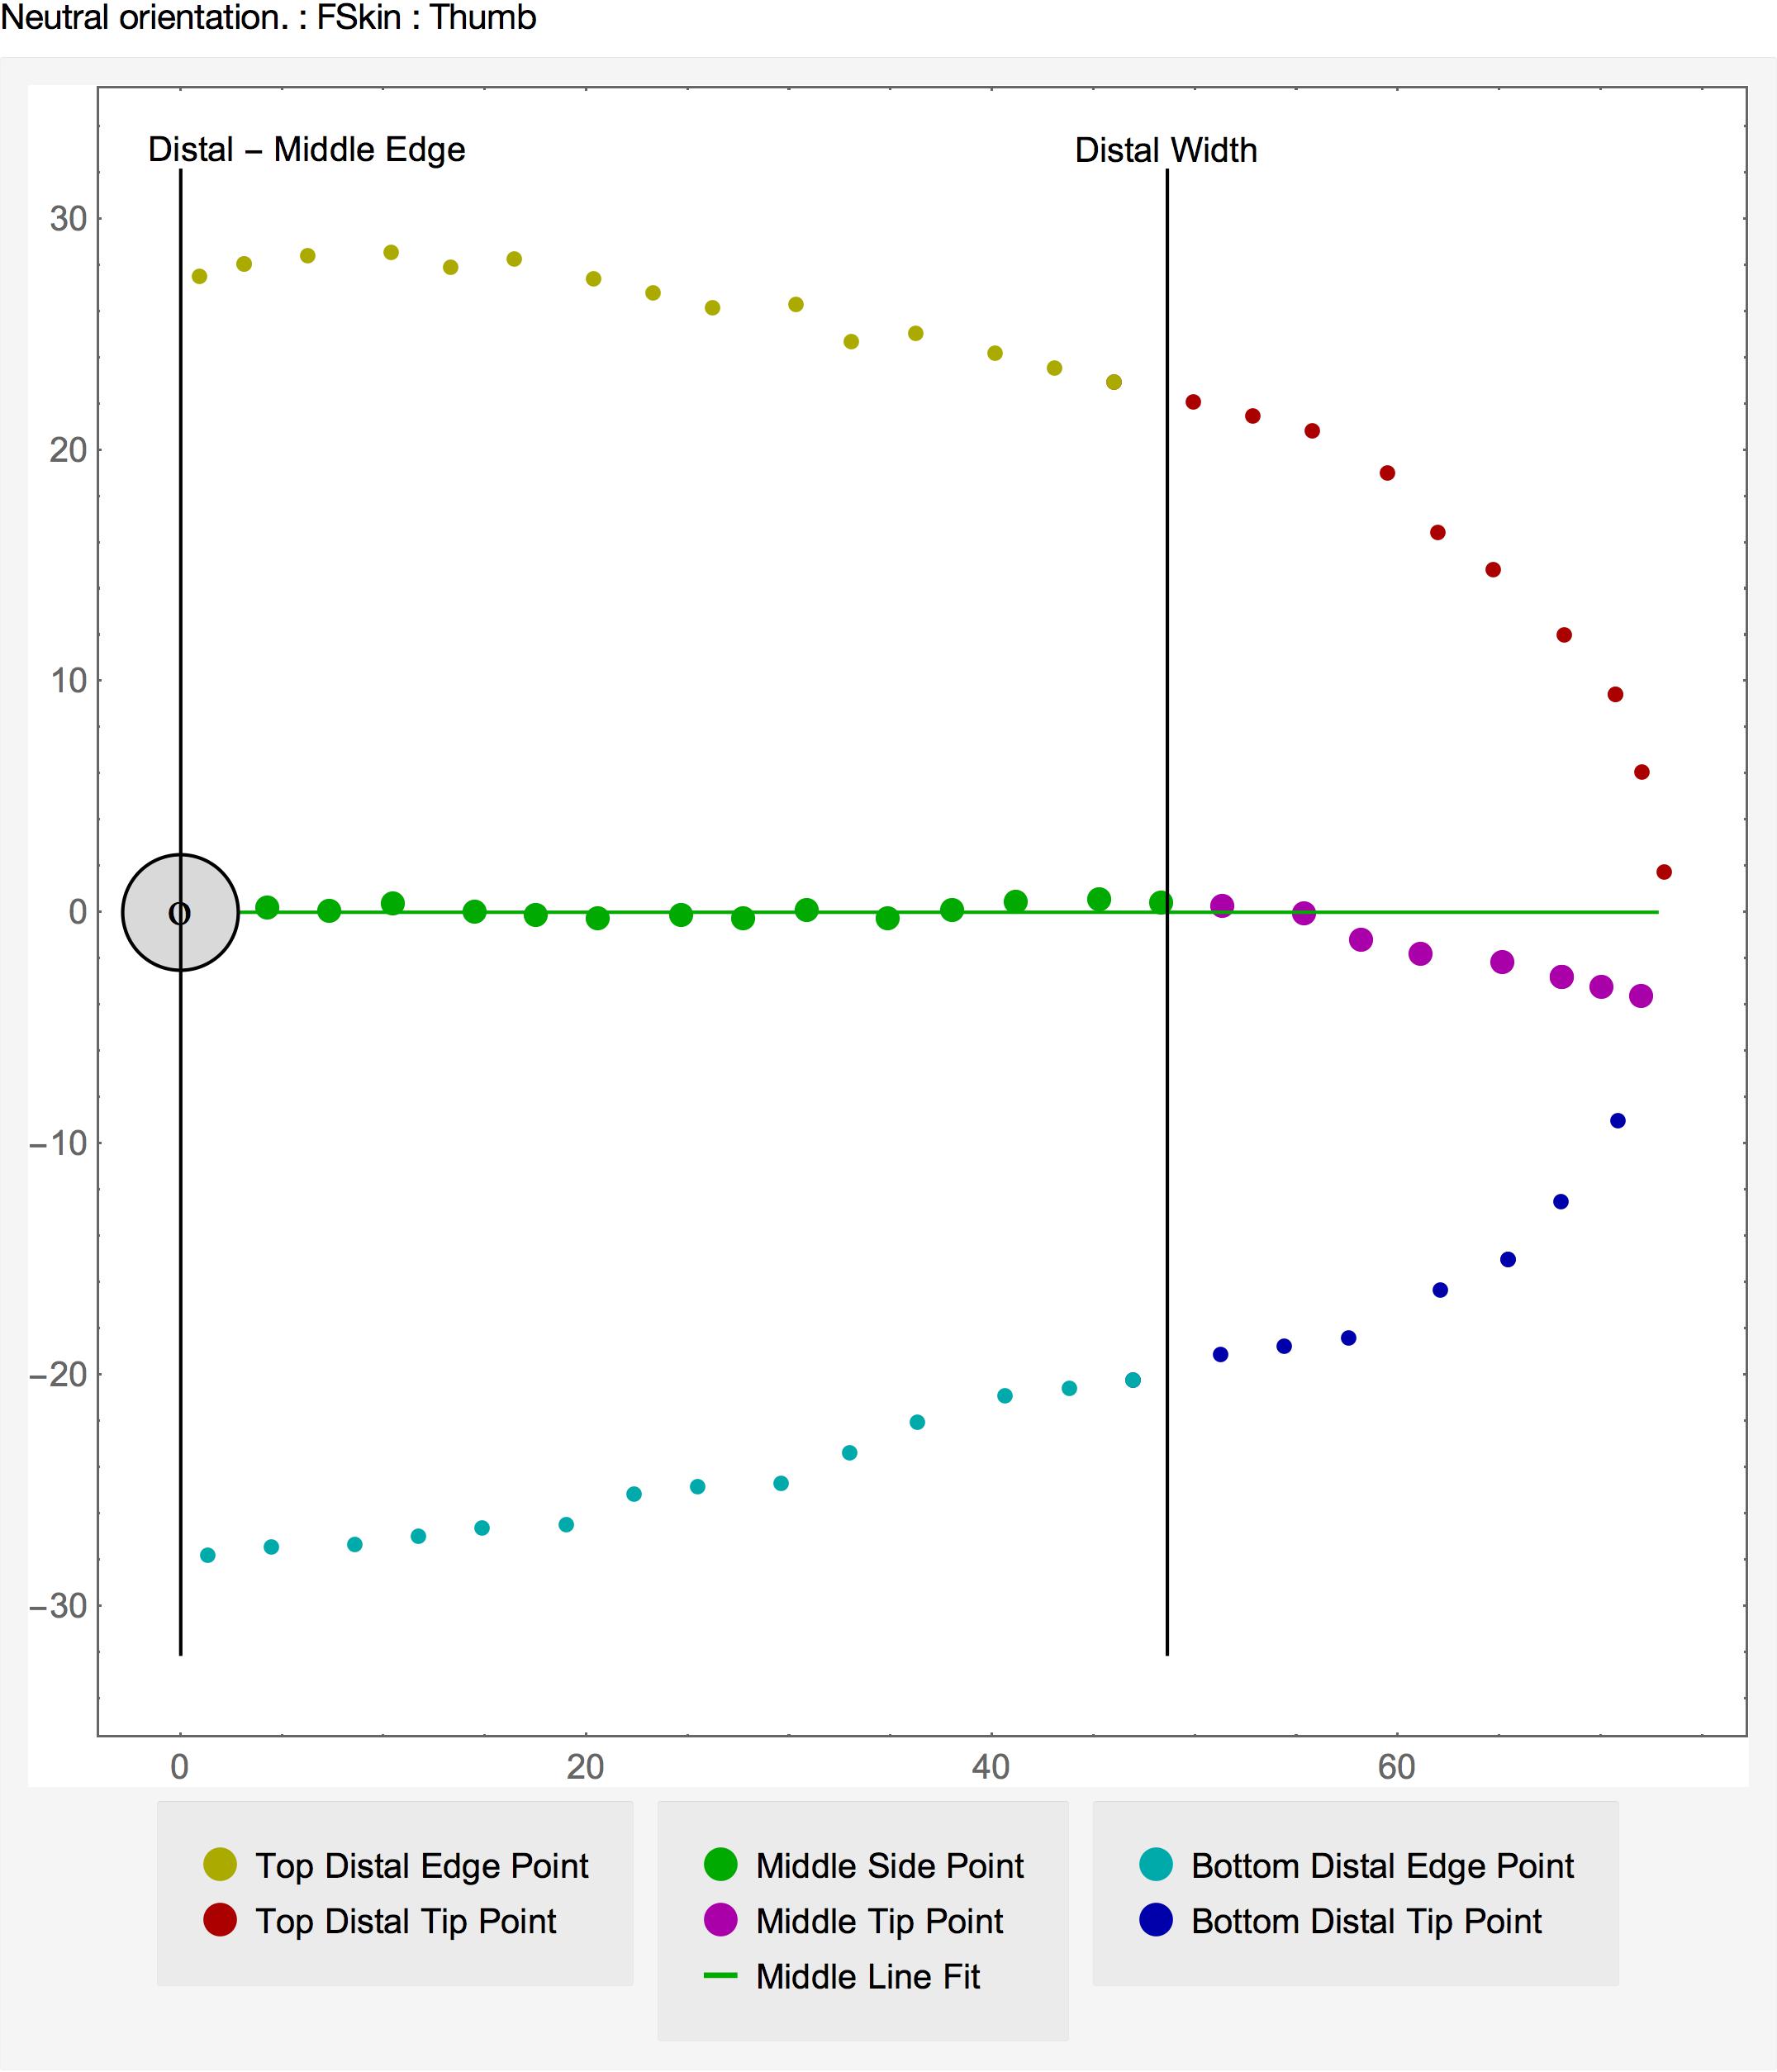 Neutral orientation. : FSkin : Thumb
Distal – Middle Edge
Distal Width
30
20
10
0
−10
−20
−30
O
0
20
40
60
Top Distal Edge Point
Top Distal Tip Point
Middle Side Point
Middle Tip Point
Middle Line Fit
Bottom Distal Edge Point
Bottom Distal Tip Point